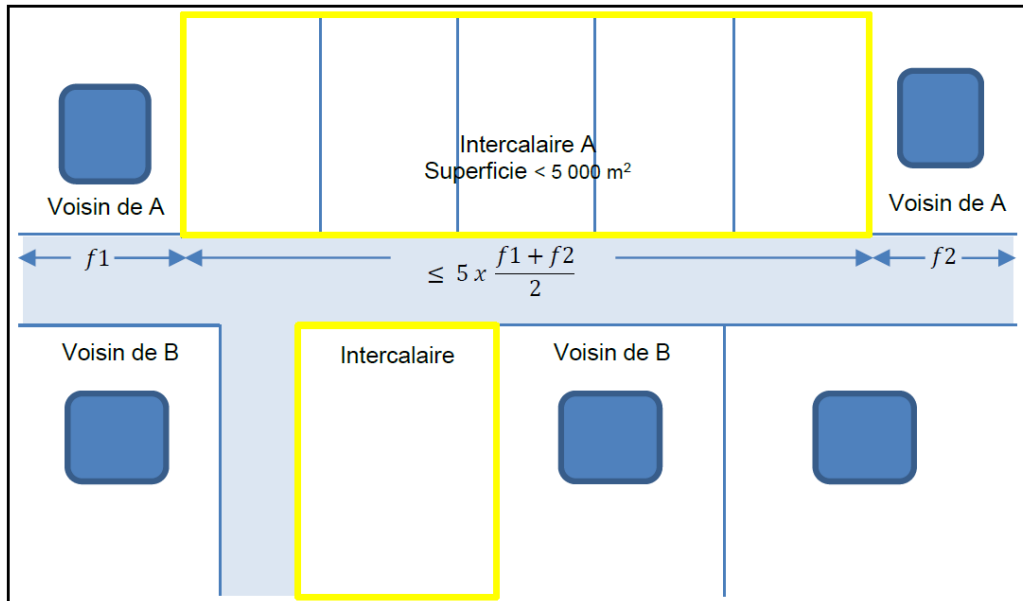 Intercalaire A
Superficie < 5 000 m²
Voisin de A
Voisin de A
f1
≤ 5 x (f1 + f2)/2
f2
Voisin de B
Intercalaire
Voisin de B